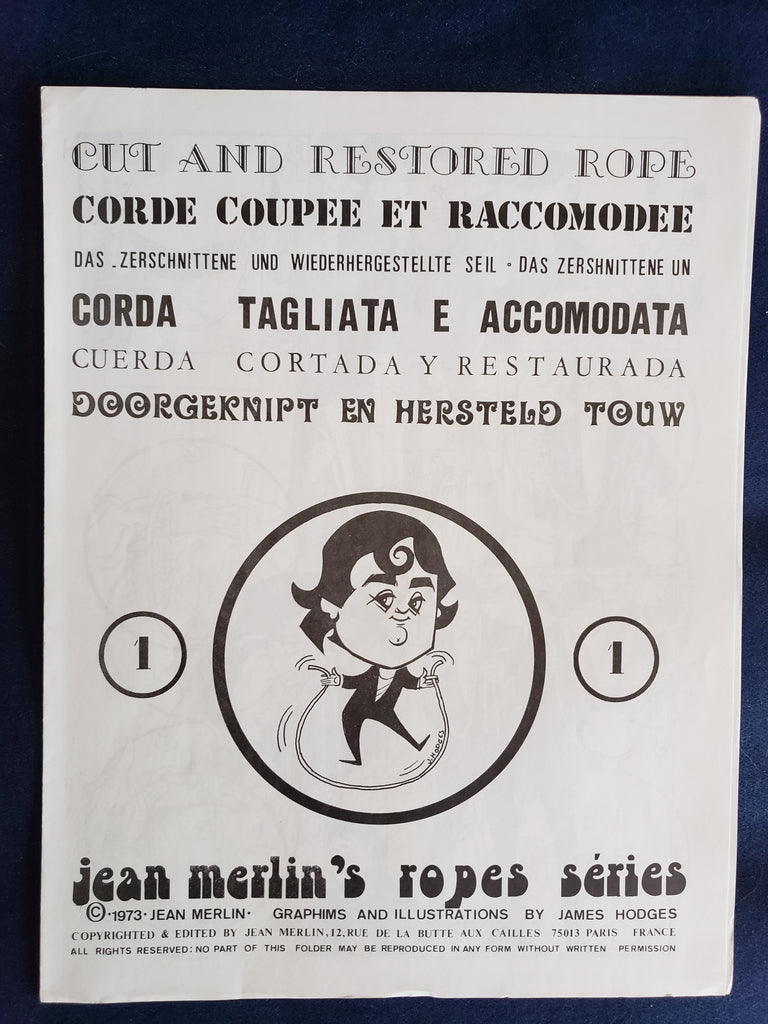 CUT AND RESTORED ROPE
CORDE COUPEE ET RACCOMODEE
DAS .ZERSCHNITTENE UND WIEDERHERGESTELLTE SEIL ∘ DAS ZERSHNITTENE UN
CORDA TAGLIATA E ACCOMODATA
CUERDA CORTADA Y RESTAURADA
DOORGEKNIPT EN HERSTELD TOUW
1
1
J.HODGES
jean merlin's ropes séries
©·1973·JEAN MERLIN· GRAPHIMS AND ILLUSTRATIONS BY JAMES HODGES
COPYRIGHTED & EDITED BY JEAN MERLIN,12,RUE DE LA BUTTE AUX CAILLES 75013 PARIS FRANCE
ALL RIGHTS RESERVED: NO PART OF THIS FOLDER MAY BE REPRODUCED IN ANY FORM WITHOUT WRITTEN PERMISSION